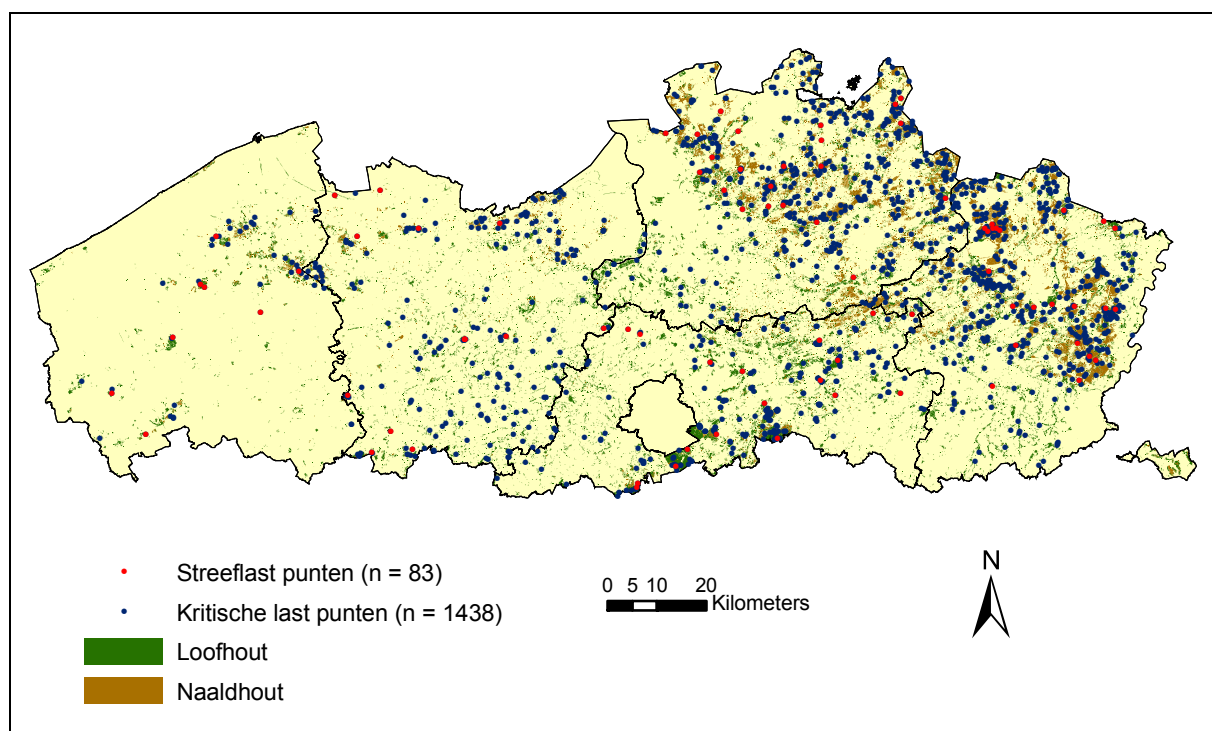 Streeflast punten (n = 83)
Kritische last punten (n = 1438)
Loofhout
Naaldhout
0 5 10 20
Kilometers
N